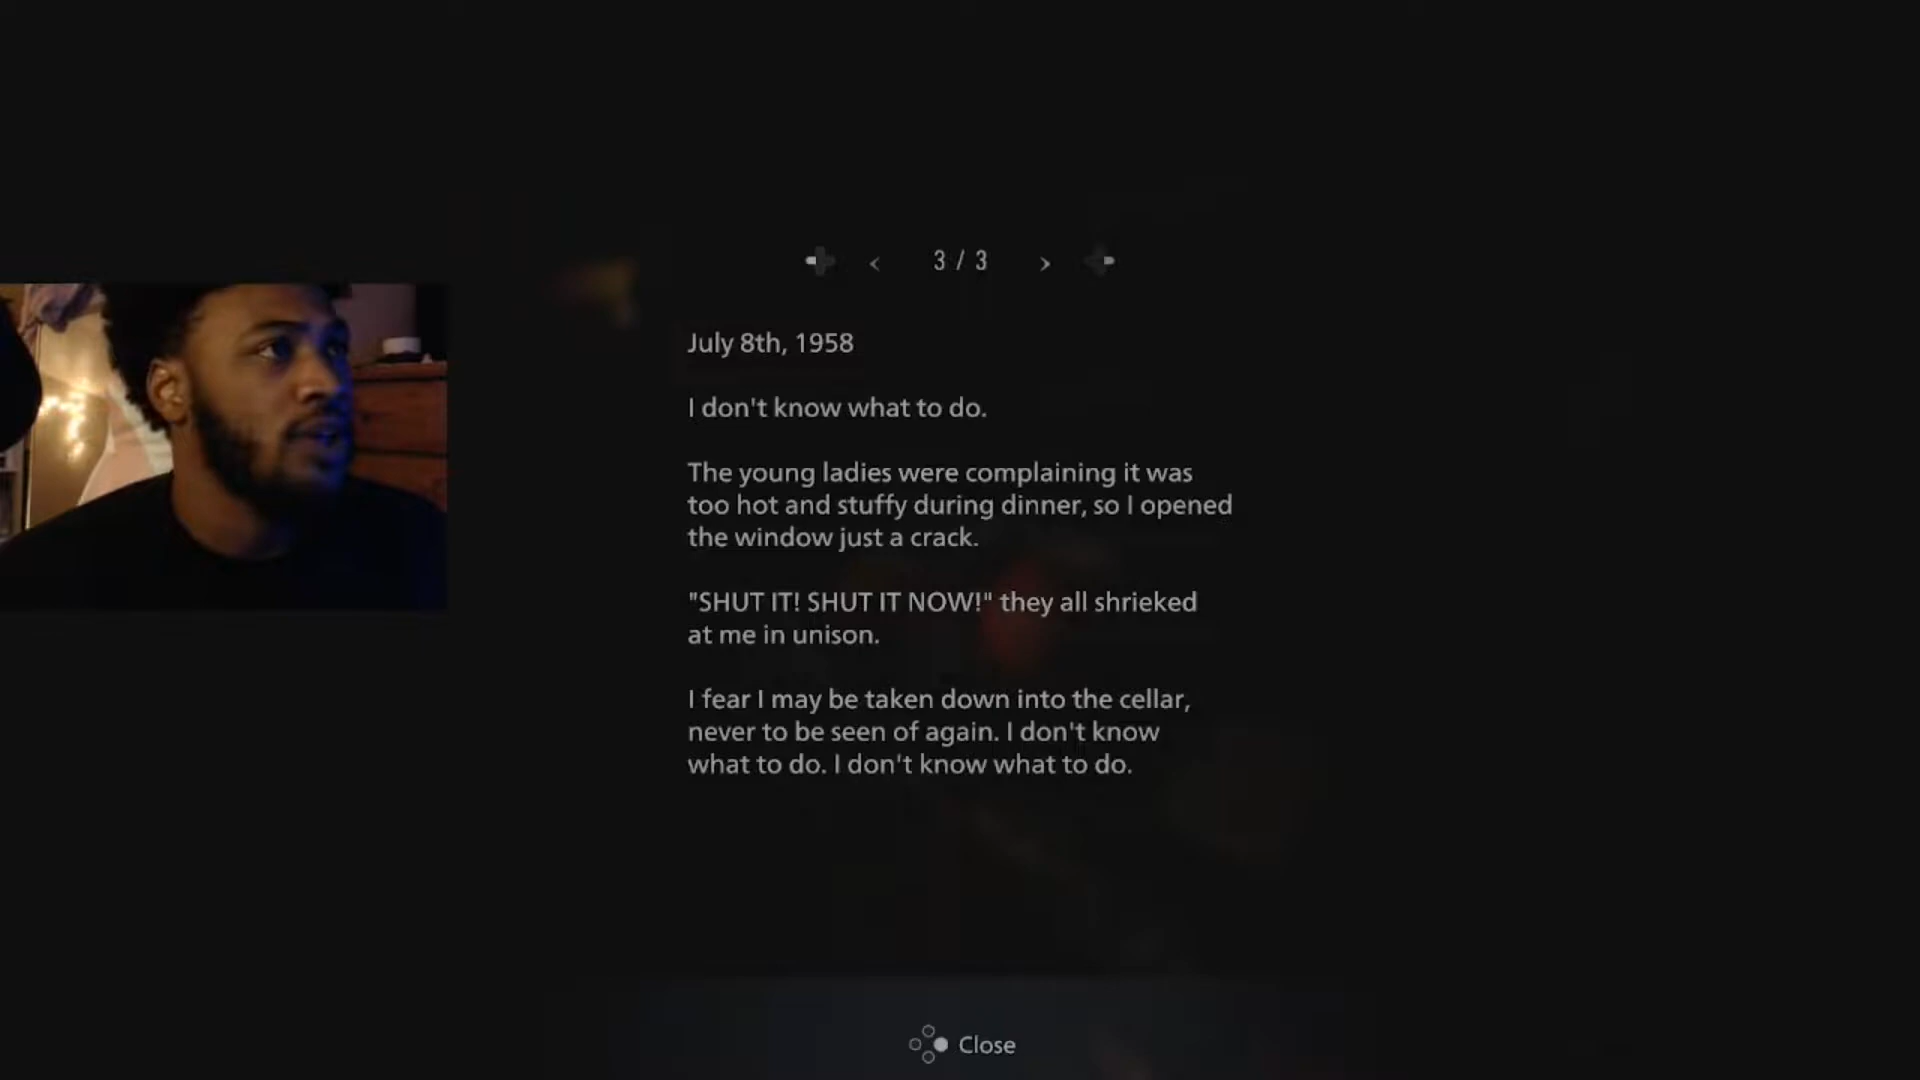 3 / 3
July 8th, 1958
I don't know what to do.
The young ladies were complaining it was
too hot and stuffy during dinner, so I opened
the window just a crack.
"SHUT IT! SHUT IT NOW!" they all shrieked
at me in unison.
I fear I may be taken down into the cellar,
never to be seen of again. I don't know
what to do. I don't know what to do.
Close